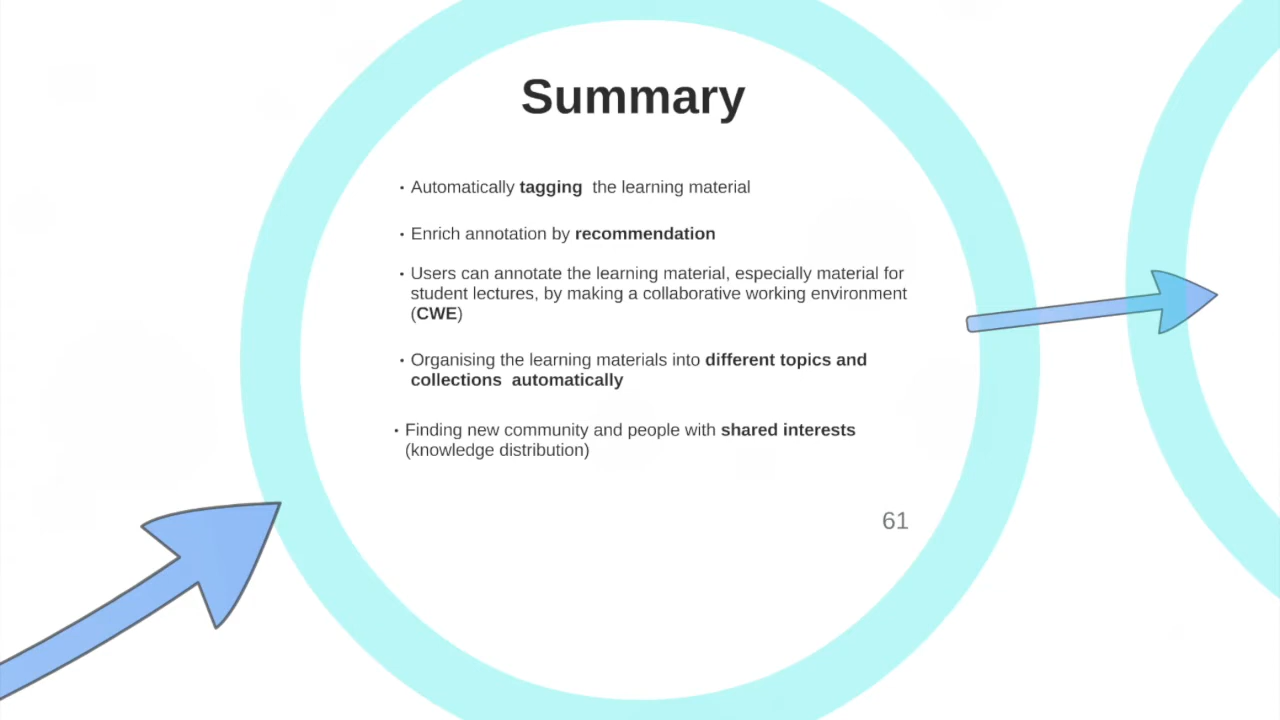 Summary
• Automatically tagging  the learning material
• Enrich annotation by recommendation
• Users can annotate the learning material, especially material for
student lectures, by making a collaborative working environment
(CWE)
• Organising the learning materials into different topics and
collections  automatically
• Finding new community and people with shared interests
(knowledge distribution)
61